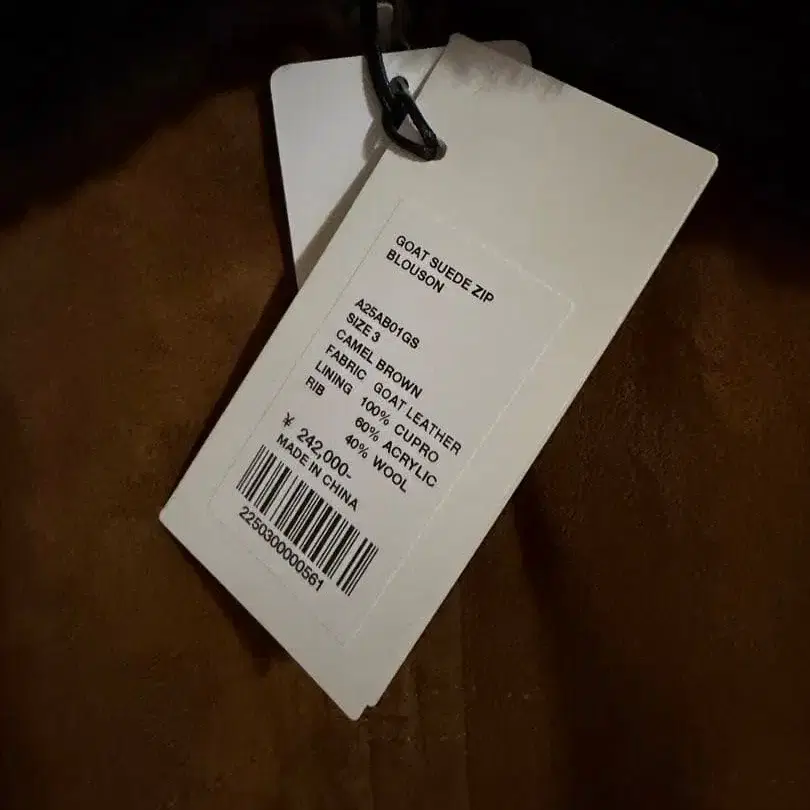 GOAT SUEDE ZIP
BLOUSON
A25AB01GS
SIZE 3
CAMEL BROWN
FABRIC GOAT LEATHER
LINING 100% CUPRO
RIB 60% ACRYLIC
40% WOOL
¥ 242,000-
MADE IN CHINA
2250300000561